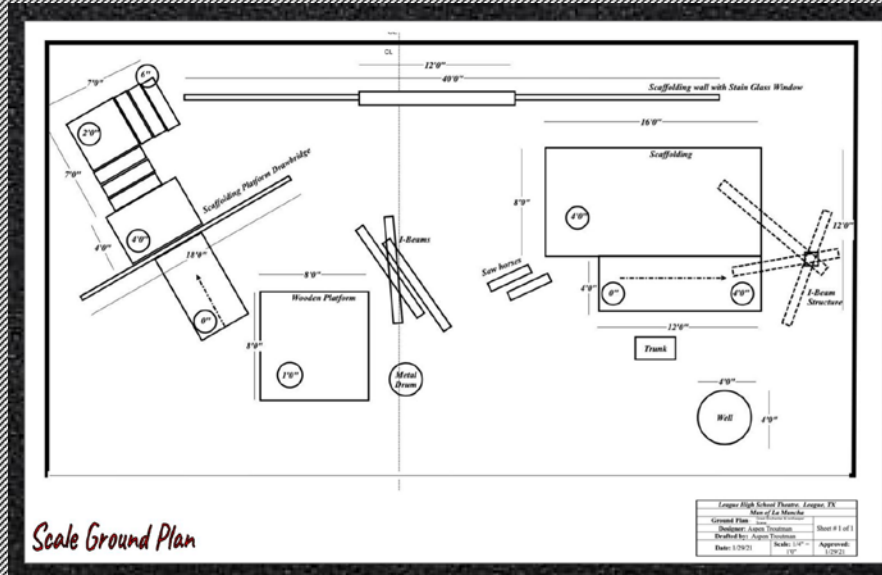 CL
12'0"
40'0"
Scaffolding wall with Stain Glass Window
7'0"
6"
2'0"
7'0"
Scaffolding Platform Drawbridge
4'0"
4'0"
18'0"
0"
16'0"
Scaffolding
8'0"
4'0"
12'0"
I-Beams
Saw horses
4'0"
0"
4'0"
I-Beam
Structure
12'0"
8'0"
Wooden Platform
8'0"
1'0"
Metal
Drum
Trunk
4'0"
Well
4'0"
Scale Ground Plan
League High School Theatre, League, TX
Man of La Mancha
Ground Plan
Designer: Aspen Troutman
Sheet # 1 of 1
Drafted by: Aspen Troutman
Date: 1/29/21
Scale: 1/4" =
1'0"
Approved:
1/29/21